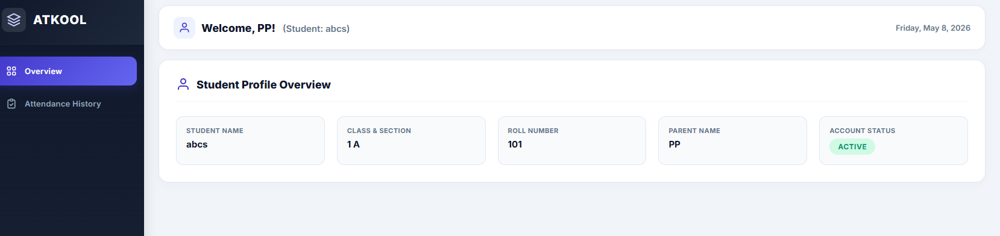 ATKOOL
Overview
Attendance History
Welcome, PP! (Student: abcs)
Friday, May 8, 2026
Student Profile Overview
STUDENT NAME
abcs
CLASS & SECTION
1 A
ROLL NUMBER
101
PARENT NAME
PP
ACCOUNT STATUS
ACTIVE